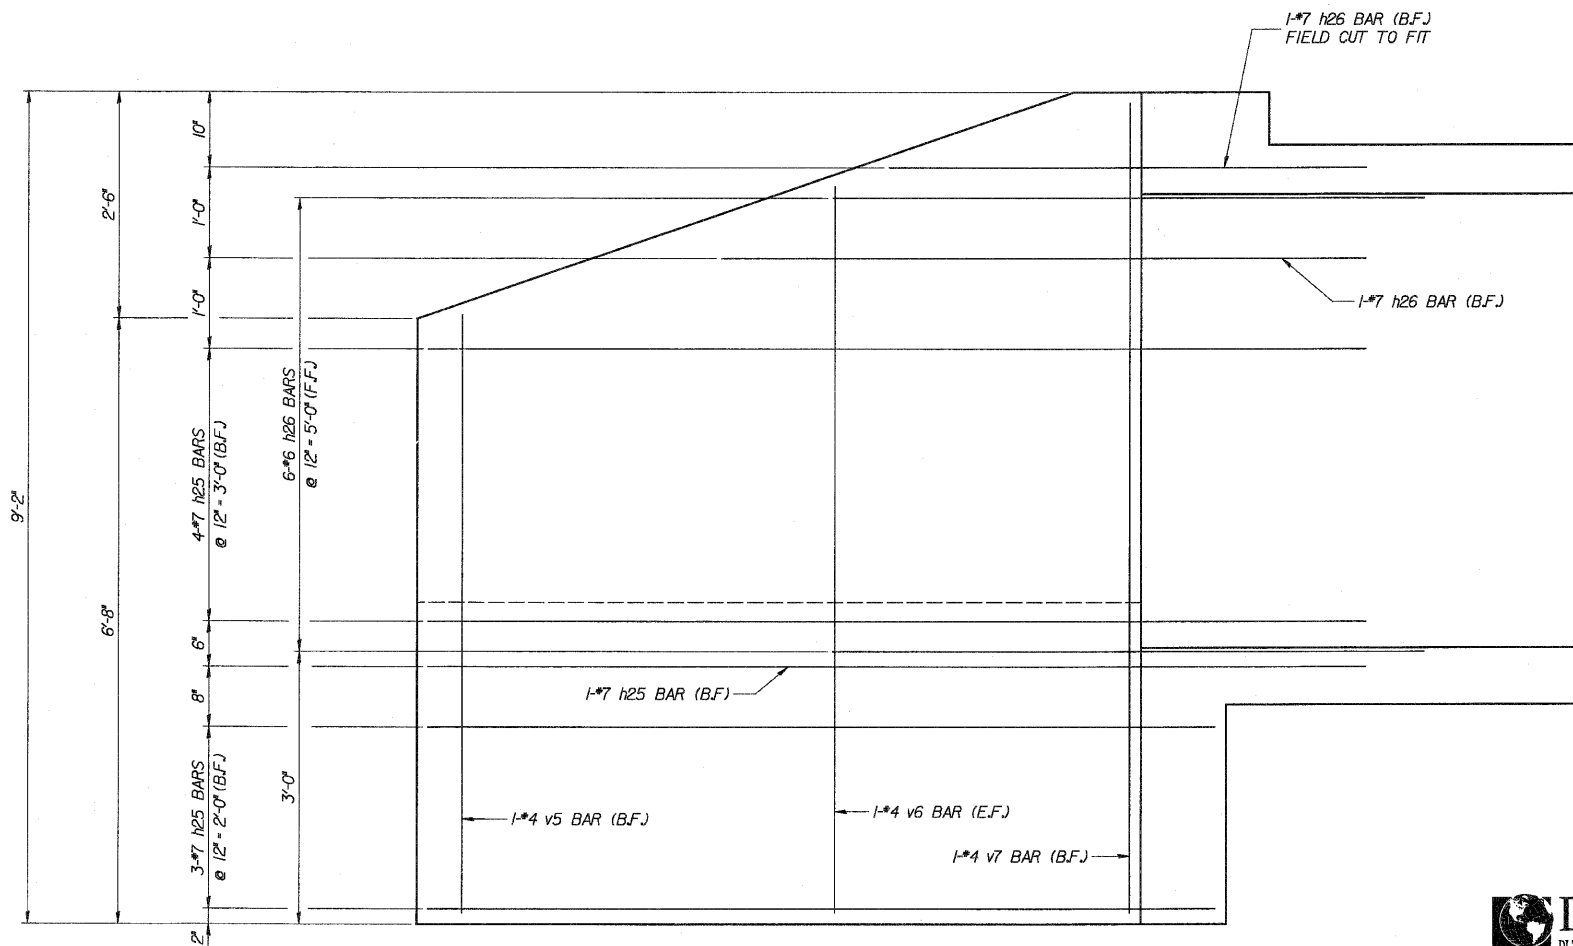 1-#7 h26 BAR (B.F.)
FIELD CUT TO FIT
10"
2'-6"
1'-0"
1'-0"
1-#7 h26 BAR (B.F.)
6-#6 h26 BARS
@ 12" = 5'-0" (F.F.)
4-#7 h25 BARS
@ 12" = 3'-0" (B.F.)
9'-2"
6'-8"
6"
8"
1-#7 h25 BAR (B.F.)
3-#7 h25 BARS
@ 12" = 2'-0" (B.F.)
3'-0"
1-#4 v5 BAR (B.F.)
1-#4 v6 BAR (E.F.)
1-#4 v7 BAR (B.F.)
2"